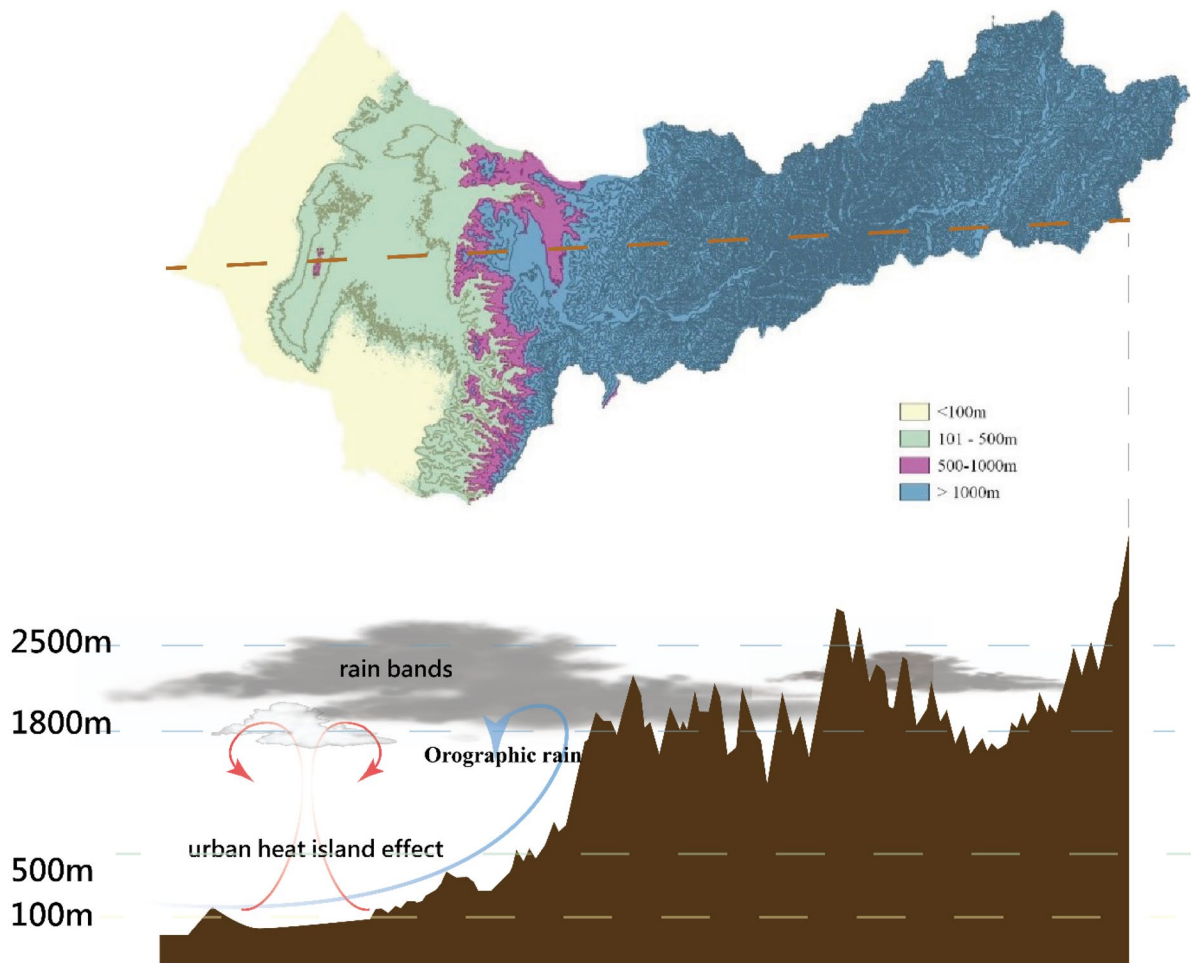 <100m
101 - 500m
500-1000m
> 1000m
2500m
rain bands
1800m
Orographic rain
urban heat island effect
500m
100m